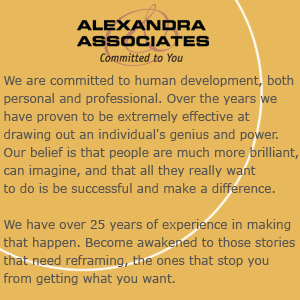 ALEXANDRA
ASSOCIATES
Committed to You
We are committed to human development, both
personal and professional. Over the years we
have proven to be extremely effective at
drawing out an individual's genius and power.
Our belief is that people are much more brilliant,
can imagine, and that all they really want
to do is be successful and make a difference.
We have over 25 years of experience in making
that happen. Become awakened to those stories
that need reframing, the ones that stop you
from getting what you want.